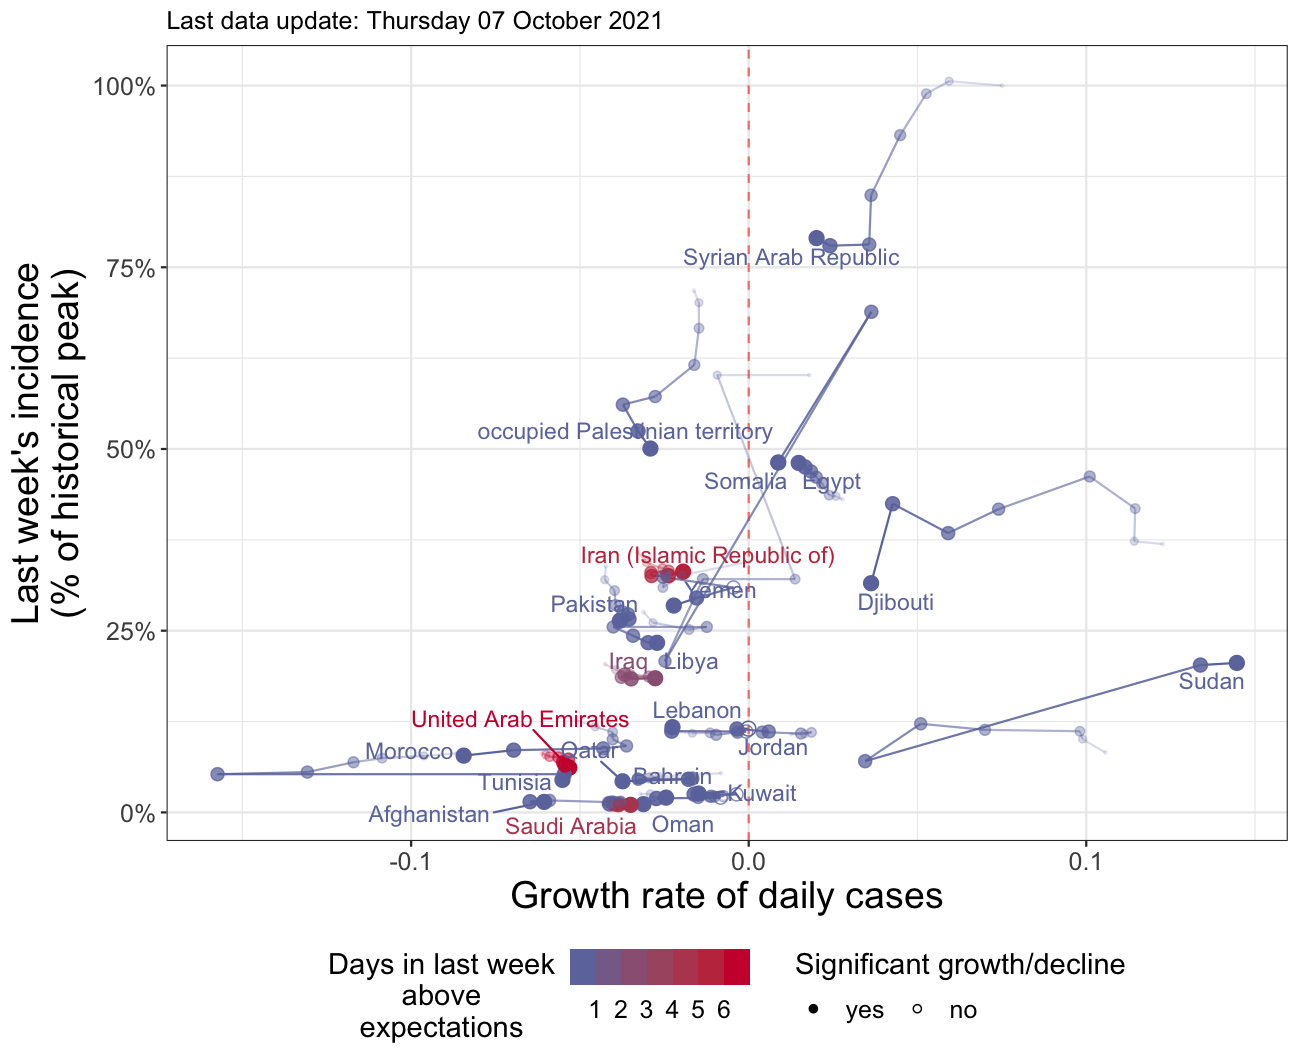 Last data update: Thursday 07 October 2021
Last week's incidence
(% of historical peak)
100%
75%
50%
25%
0%
Syrian Arab Republic
occupied Palestinian territory
Somalia
Egypt
Iran (Islamic Republic of)
Yemen
Pakistan
Djibouti
Iraq
Libya
Sudan
Lebanon
United Arab Emirates
Morocco
Qatar
Jordan
Bahrain
Tunisia
Kuwait
Afghanistan
Saudi Arabia
Oman
-0.1
0.0
0.1
Growth rate of daily cases
Days in last week
above
expectations
1 2 3 4 5 6
Significant growth/decline
yes
no